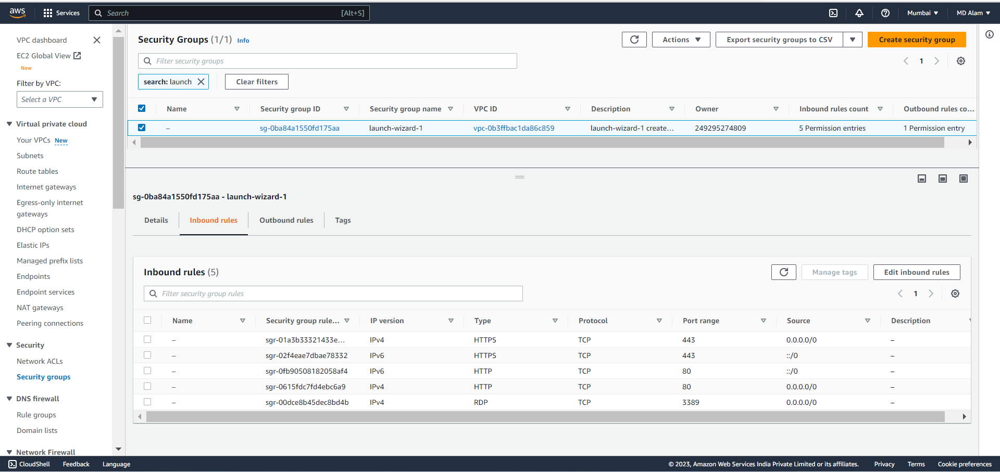 aws Services Search [Alt+S] Mumbai MD Alam
VPC dashboard
EC2 Global View
New
Filter by VPC:
Select a VPC
Virtual private cloud
Your VPCs New
Subnets
Route tables
Internet gateways
Egress-only internet
gateways
DHCP option sets
Elastic IPs
Managed prefix lists
Endpoints
Endpoint services
NAT gateways
Peering connections
Security
Network ACLs
Security groups
DNS firewall
Rule groups
Domain lists
Network Firewall
Security Groups (1/1) Info Actions Export security groups to CSV Create security group
Filter security groups 1
search: launch Clear filters
Name Security group ID Security group name VPC ID Description Owner Inbound rules count Outbound rules co...
– sg-0ba84a1550fd175aa launch-wizard-1 vpc-0b3ffbac1da86c859 launch-wizard-1 create... 249295274809 5 Permission entries 1 Permission entry
sg-0ba84a1550fd175aa - launch-wizard-1
Details Inbound rules Outbound rules Tags
Inbound rules (5) Manage tags Edit inbound rules
Filter security group rules 1
Name Security group rule... IP version Type Protocol Port range Source Description
– sgr-01a3b33321433e... IPv4 HTTPS TCP 443 0.0.0.0/0 –
– sgr-02f4eae7dbae78332 IPv6 HTTPS TCP 443 ::/0 –
– sgr-0fb90508182058af4 IPv6 HTTP TCP 80 ::/0 –
– sgr-0615fdc7fd4ebc6a9 IPv4 HTTP TCP 80 0.0.0.0/0 –
– sgr-00dce8b45dec8bd4b IPv4 RDP TCP 3389 0.0.0.0/0 –
CloudShell Feedback Language © 2023, Amazon Web Services India Private Limited or its affiliates. Privacy Terms Cookie preferences